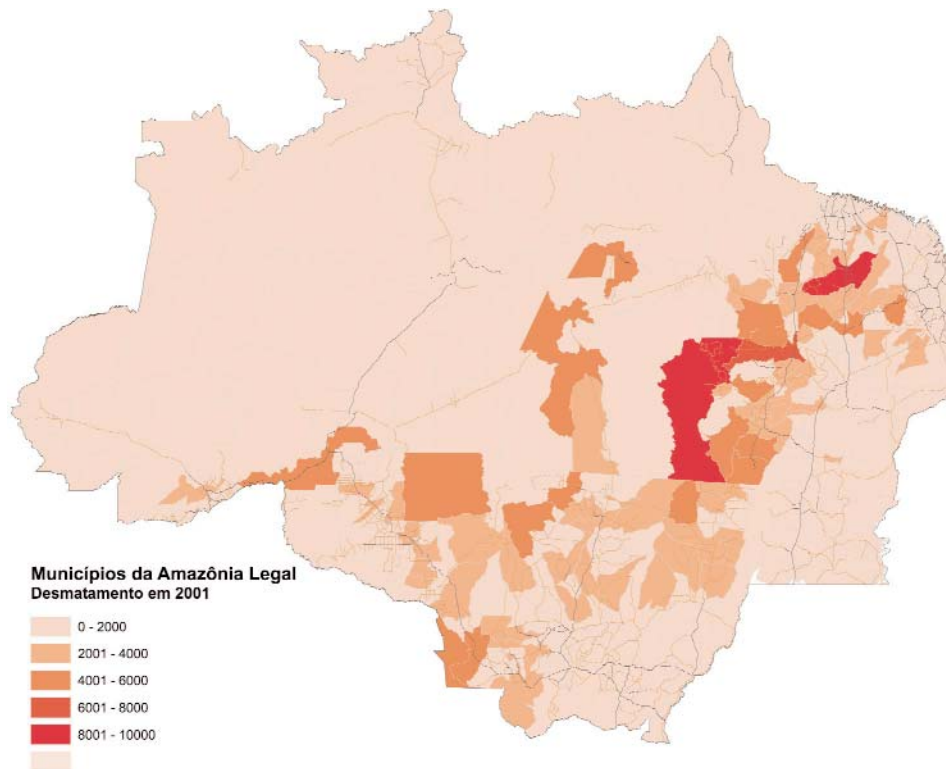 Municípios da Amazônia Legal
Desmatamento em 2001
0 - 2000
2001 - 4000
4001 - 6000
6001 - 8000
8001 - 10000